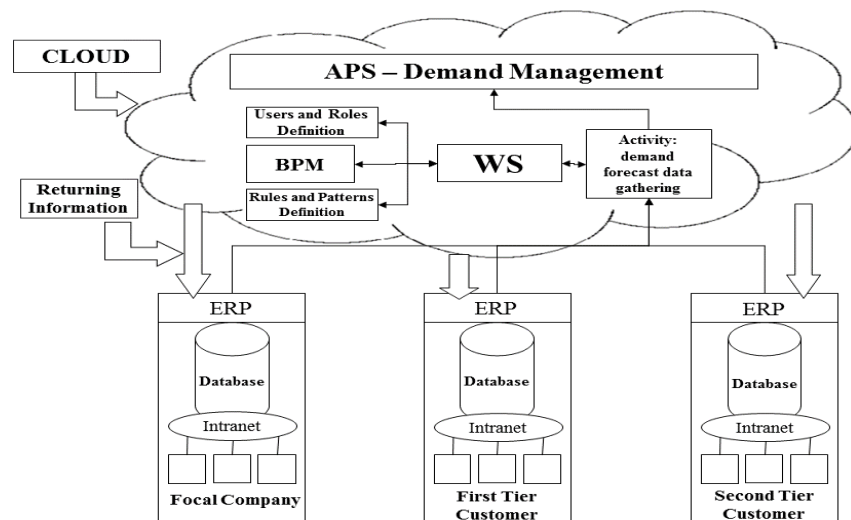 CLOUD
APS – Demand Management
Users and Roles
Definition
BPM
Rules and Patterns
Definition
WS
Activity:
demand
forecast data
gathering
Returning
Information
ERP
Database
Intranet
Focal Company
ERP
Database
Intranet
First Tier
Customer
ERP
Database
Intranet
Second Tier
Customer